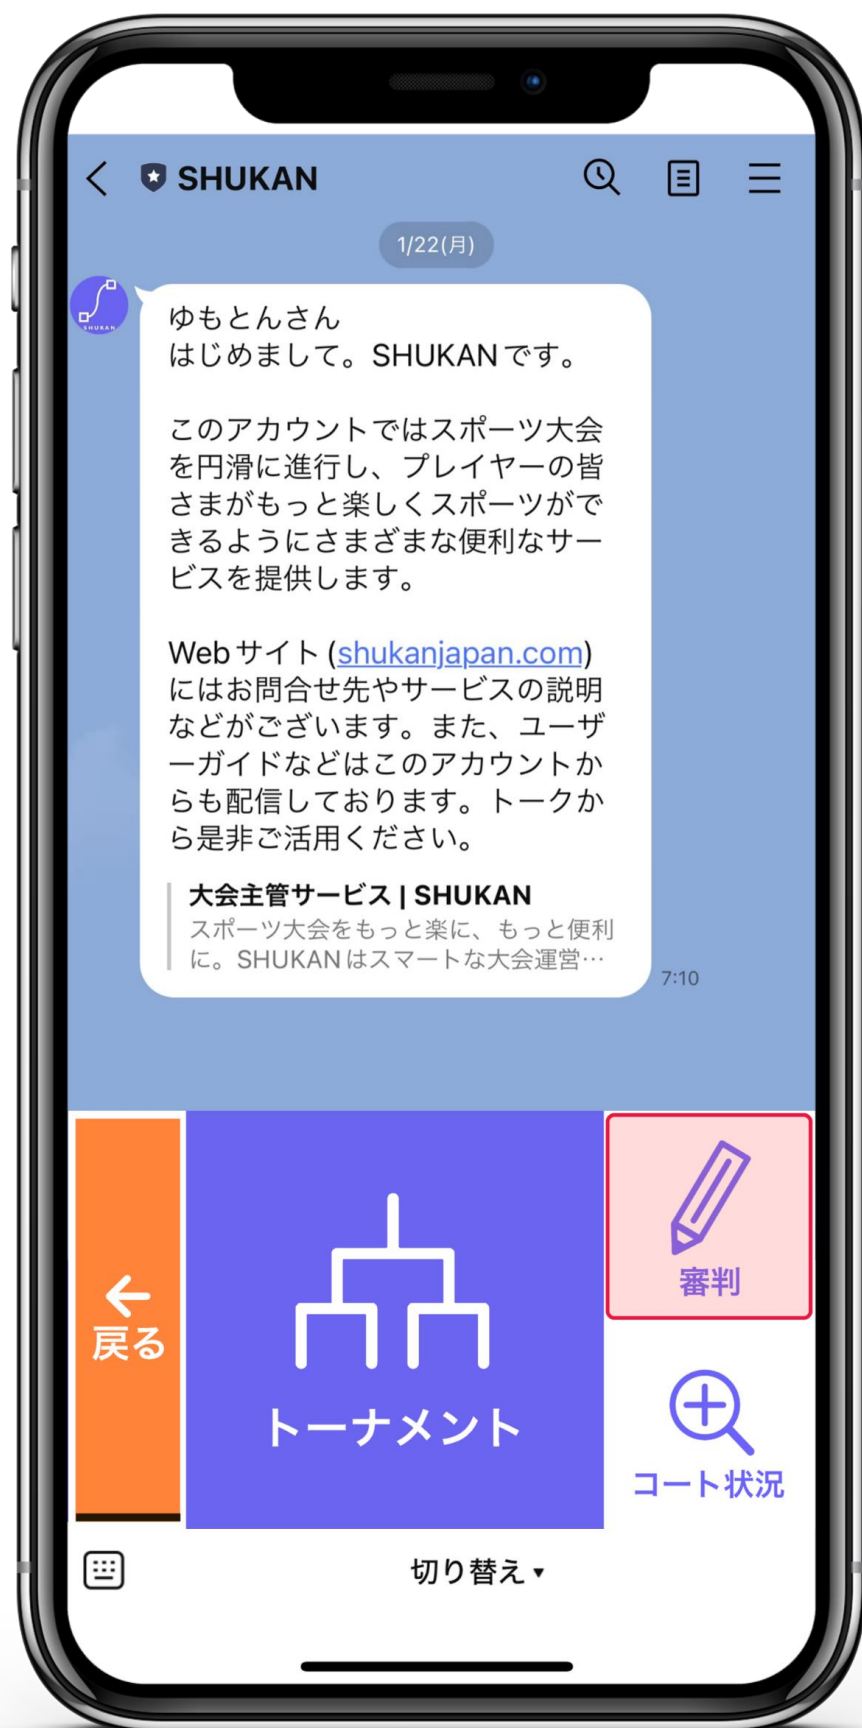 SHUKAN
1/22(月)
SHUKAN
ゆもとんさん
はじめまして。SHUKANです。
このアカウントではスポーツ大会
を円滑に進行し、プレイヤーの皆
さまがもっと楽しくスポーツがで
きるようにさまざまな便利なサー
ビスを提供します。
Webサイト(shukanjapan.com)
にはお問合せ先やサービスの説明
などがございます。また、ユーザ
ーガイドなどはこのアカウントか
らも配信しております。トークか
ら是非ご活用ください。
大会主管サービス | SHUKAN
スポーツ大会をもっと楽に、もっと便利
に。SHUKANはスマートな大会運営…
7:10
←
戻る
トーナメント
審判
コート状況
切り替え▼